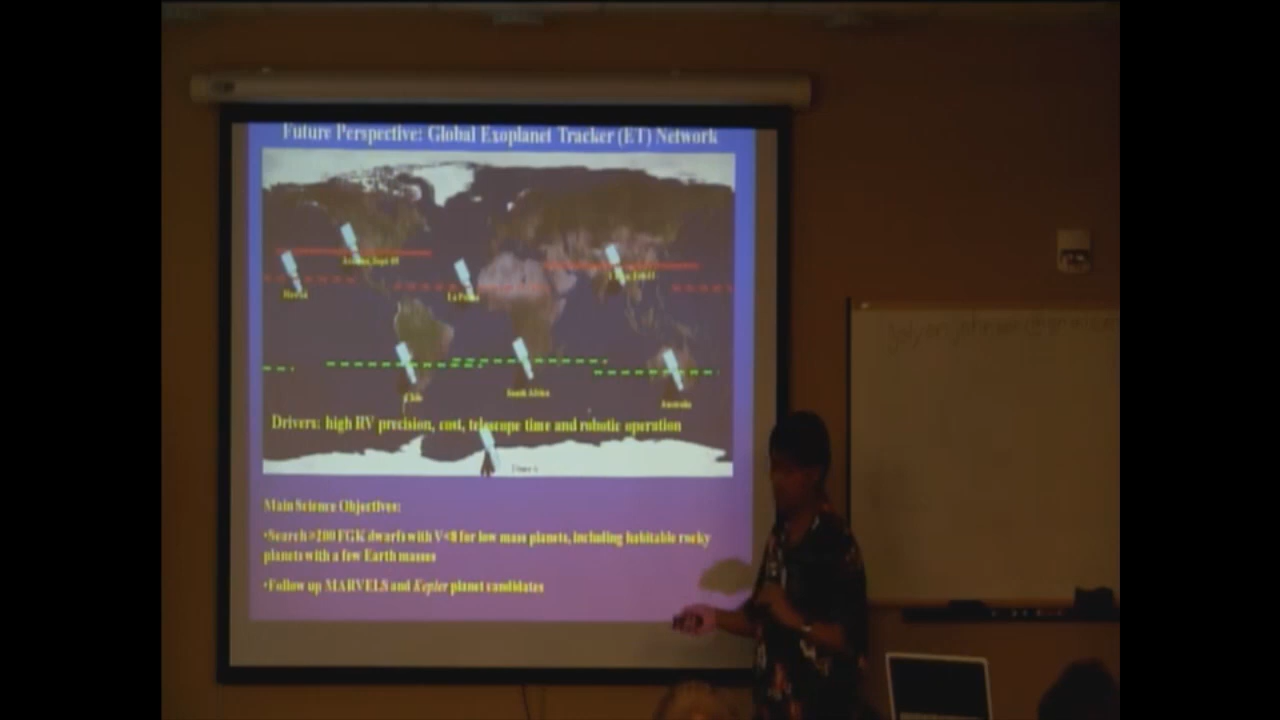 Future Perspective: Global Exoplanet Tracker (ET) Network
Hawaii
La Palma
Chile
South Africa
Australia
Drivers: high RV precision, cost, telescope time and robotic operation
Dome A
Main Science Objectives:
•Search >200 FGK dwarfs with V<8 for low mass planets, including habitable rocky
planets with a few Earth masses
•Follow up MARVELS and Kepler planet candidates